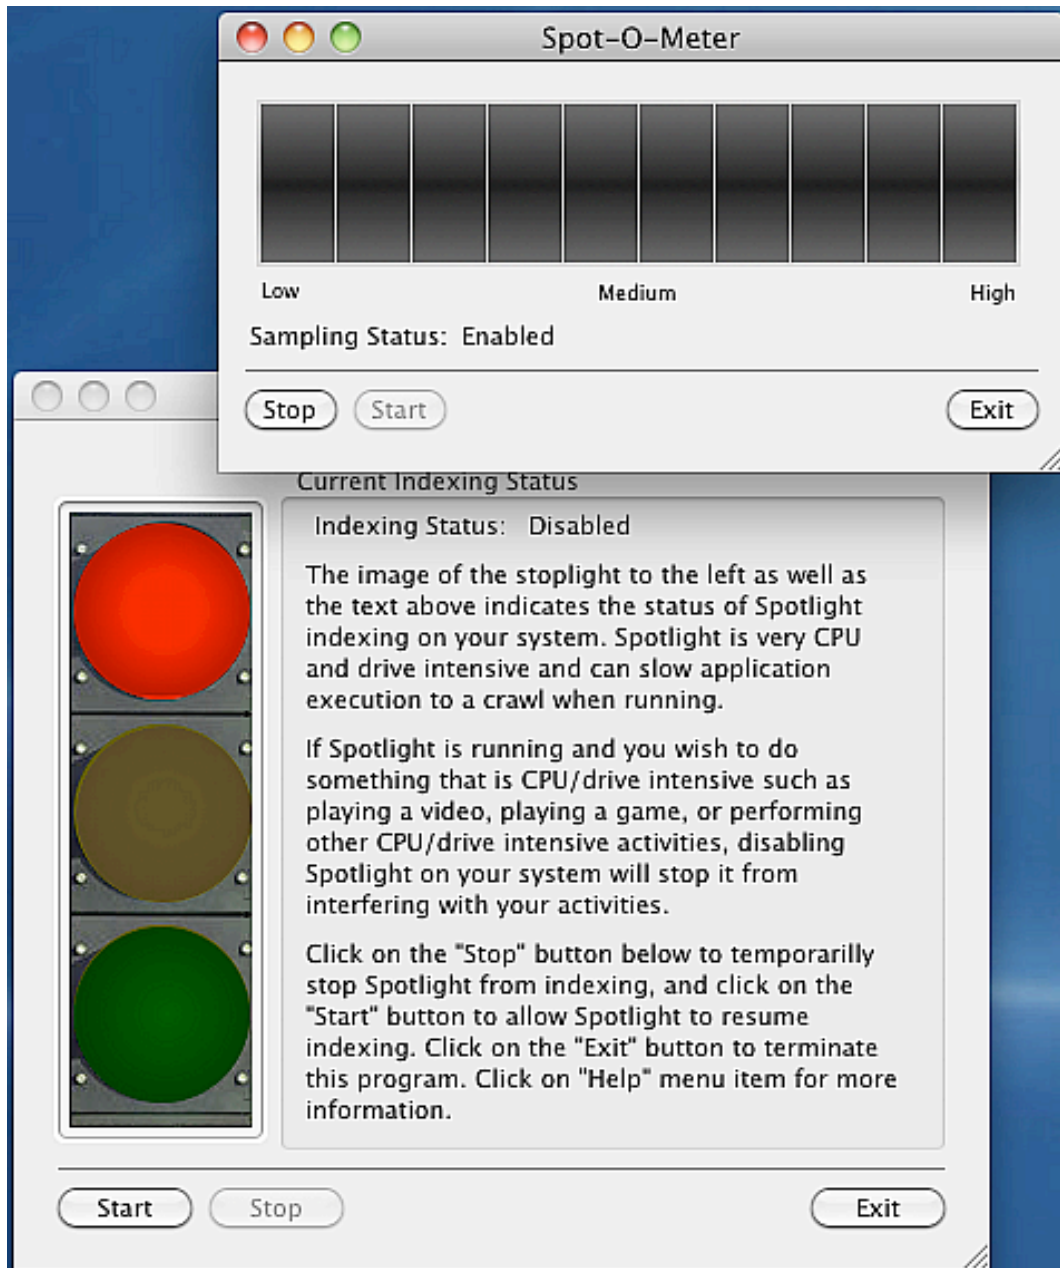 Spot-O-Meter
Low Medium High
Sampling Status: Enabled
Stop Start Exit
Current Indexing Status
Indexing Status: Disabled
The image of the stoplight to the left as well as
the text above indicates the status of Spotlight
indexing on your system. Spotlight is very CPU
and drive intensive and can slow application
execution to a crawl when running.
If Spotlight is running and you wish to do
something that is CPU/drive intensive such as
playing a video, playing a game, or performing
other CPU/drive intensive activities, disabling
Spotlight on your system will stop it from
interfering with your activities.
Click on the "Stop" button below to temporarilly
stop Spotlight from indexing, and click on the
"Start" button to allow Spotlight to resume
indexing. Click on the "Exit" button to terminate
this program. Click on "Help" menu item for more
information.
Start Stop Exit